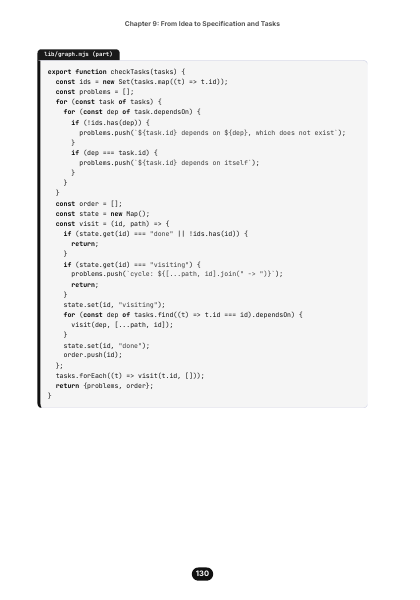 Chapter 9: From Idea to Specification and Tasks
lib/graph.mjs (part)
export function checkTasks(tasks) {
  const ids = new Set(tasks.map((t) => t.id));
  const problems = [];
  for (const task of tasks) {
    for (const dep of task.dependsOn) {
      if (!ids.has(dep)) {
        problems.push(`${task.id} depends on ${dep}, which does not exist`);
      }
      if (dep === task.id) {
        problems.push(`${task.id} depends on itself`);
      }
    }
  }
  const order = [];
  const state = new Map();
  const visit = (id, path) => {
    if (state.get(id) === "done" || !ids.has(id)) {
      return;
    }
    if (state.get(id) === "visiting") {
      problems.push(`cycle: ${[...path, id].join(" -> ")}`);
      return;
    }
    state.set(id, "visiting");
    for (const dep of tasks.find((t) => t.id === id).dependsOn) {
      visit(dep, [...path, id]);
    }
    state.set(id, "done");
    order.push(id);
  };
  tasks.forEach((t) => visit(t.id, []));
  return {problems, order};
}
130